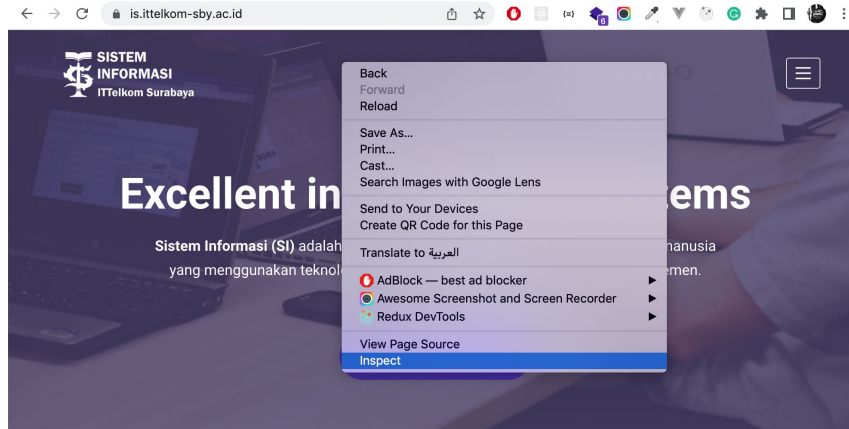 is.ittelkom-sby.ac.id
6
SISTEM
INFORMASI
ITTelkom Surabaya
Back
Forward
Reload
Save As...
Print...
Cast...
Search Images with Google Lens
Send to Your Devices
Create QR Code for this Page
Translate to العربية
AdBlock — best ad blocker
Awesome Screenshot and Screen Recorder
Redux DevTools
View Page Source
Inspect
Excellent in
ems
Sistem Informasi (SI) adalah
manusia
yang menggunakan teknol
emen.